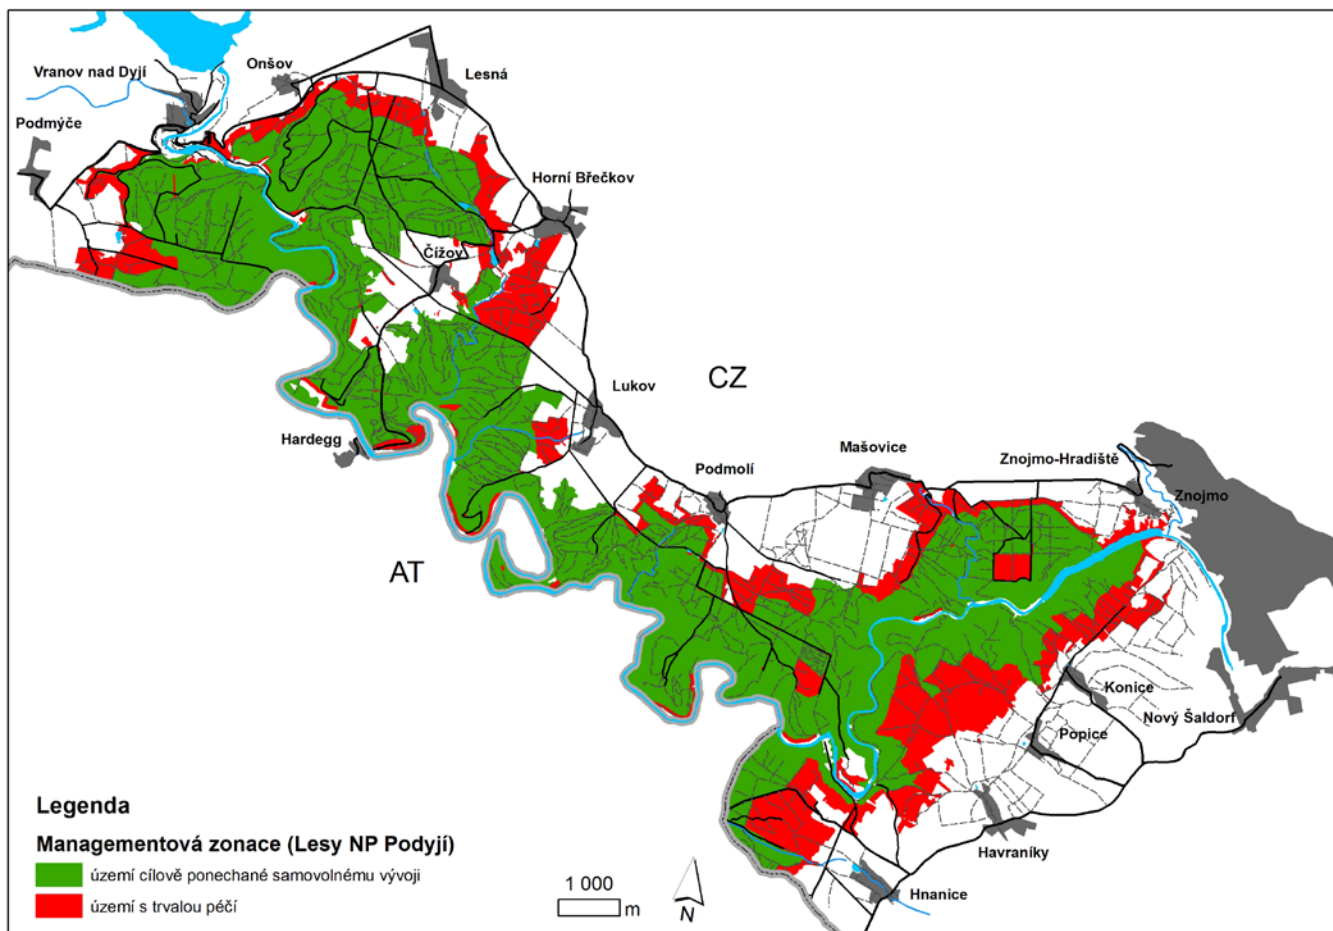 Vranov nad Dyjí
Onšov
Lesná
Podmýče
Horní Břečkov
Čížov
CZ
Lukov
Hardegg
Mašovice
Znojmo-Hradiště
Podmolí
Znojmo
AT
Konice
Nový Šaldorf
Popice
Havraníky
Hnanice
Legenda
Managementová zonace (Lesy NP Podyjí)
území cílově ponechané samovolnému vývoji
území s trvalou péčí
1 000
m
N